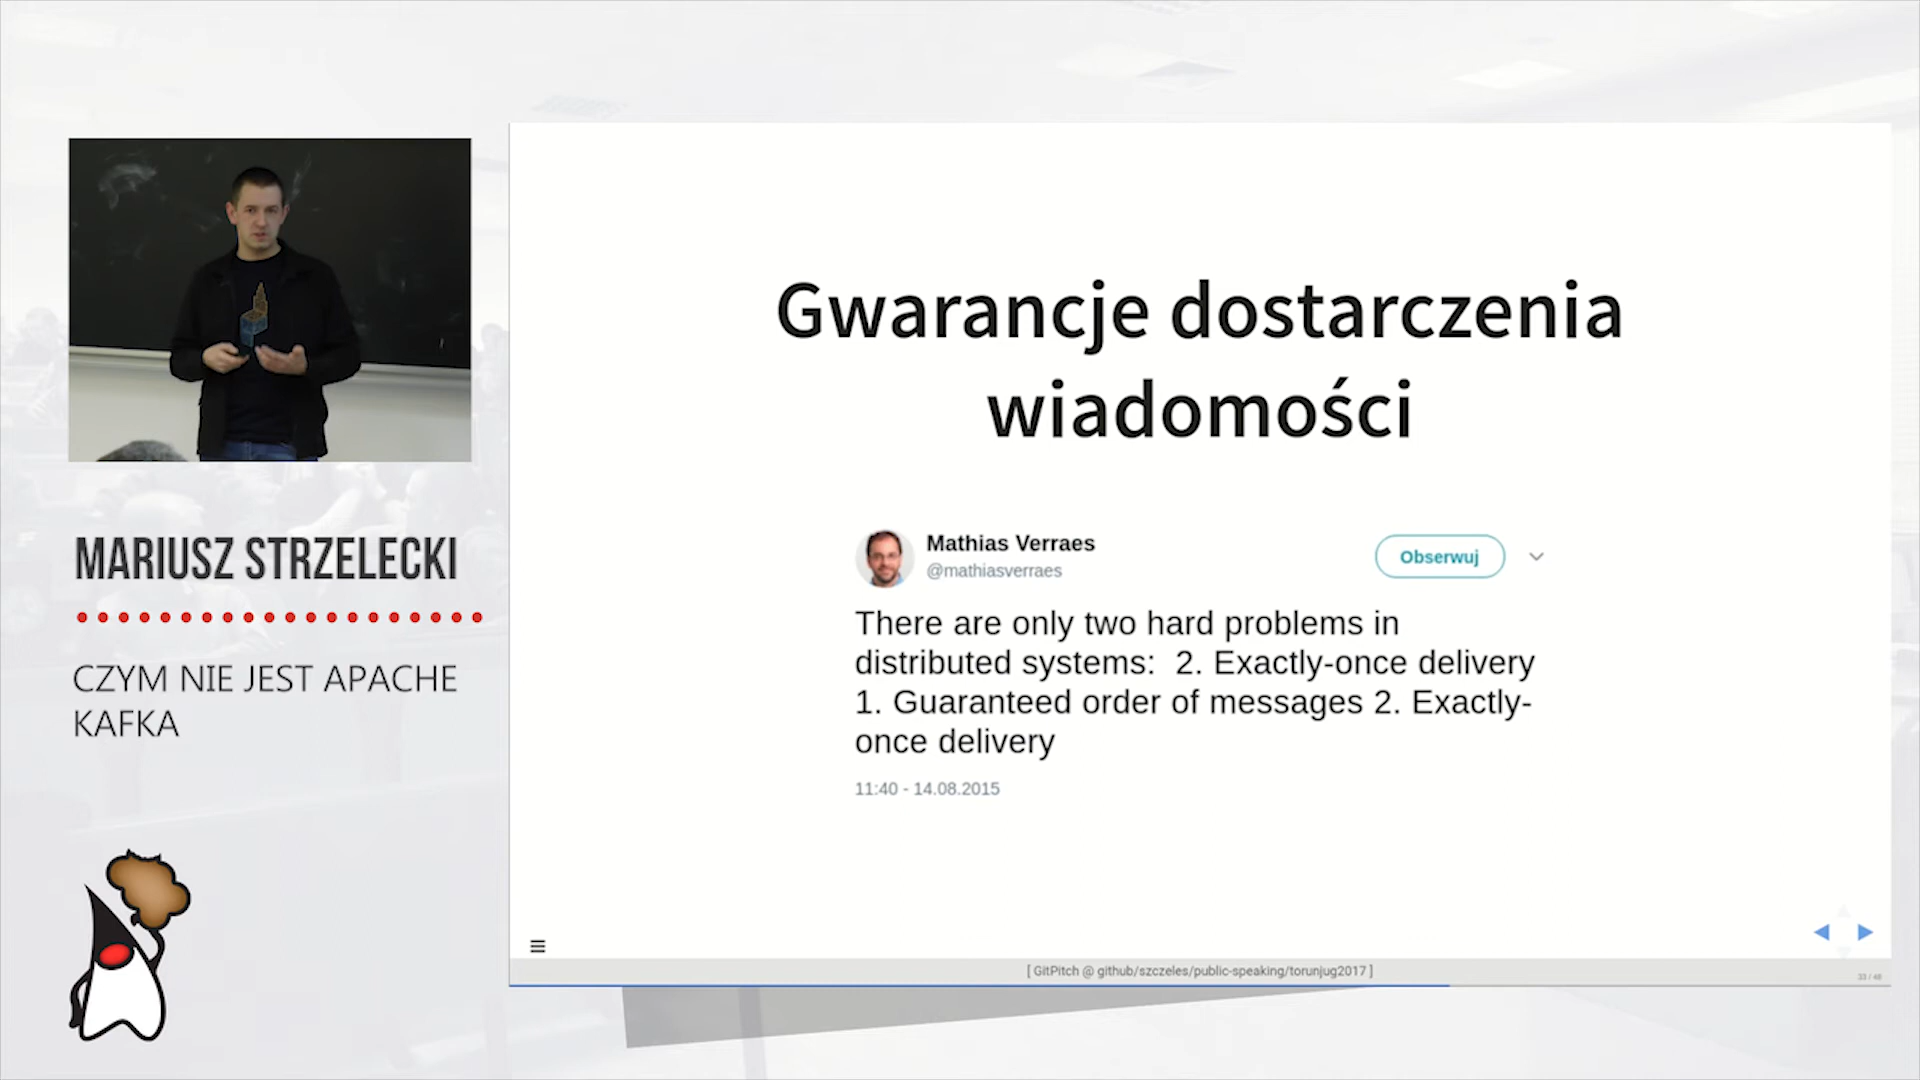 Gwarancje dostarczenia
wiadomości
Mathias Verraes
@mathiasverraes
Obserwuj
There are only two hard problems in
distributed systems:  2. Exactly-once delivery
1. Guaranteed order of messages 2. Exactly-
once delivery
11:40 - 14.08.2015
[ GitPitch @ github/szczeles/public-speaking/torunjug2017 ]
33 / 48
MARIUSZ STRZELECKI
CZYM NIE JEST APACHE
KAFKA